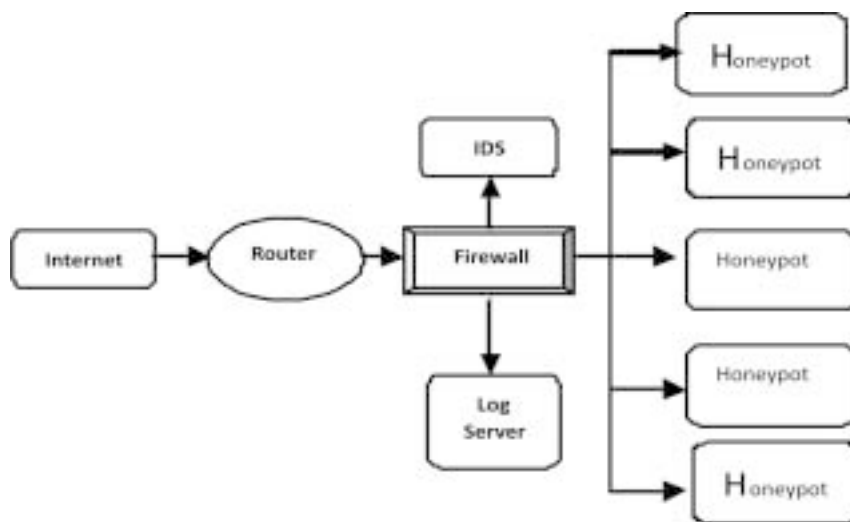 Honeypot
IDS
Honeypot
Internet
Router
Firewall
Honeypot
Honeypot
Log
Server
Honeypot